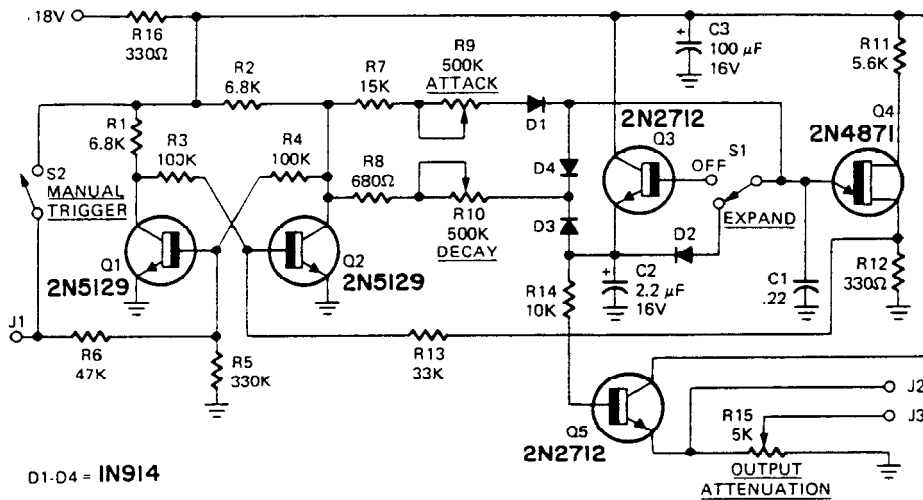 18V
R16
330Ω
R2
6.8K
R7
15K
R9
500K
ATTACK
C3
100 µF
16V
+
R11
5.6K
R1
6.8K
R3
100K
R4
100K
D1
2N2712
Q3
Q4
2N4871
S2
MANUAL
TRIGGER
R8
680Ω
D4
OFF
S1
R10
500K
DECAY
D3
D2
EXPAND
Q1
2N5129
Q2
2N5129
+
C2
2.2 µF
16V
C1
.22
R12
330Ω
R14
10K
J1
R6
47K
R5
330K
R13
33K
J2
J3
Q5
2N2712
R15
5K
OUTPUT
ATTENUATION
D1-D4 = IN914